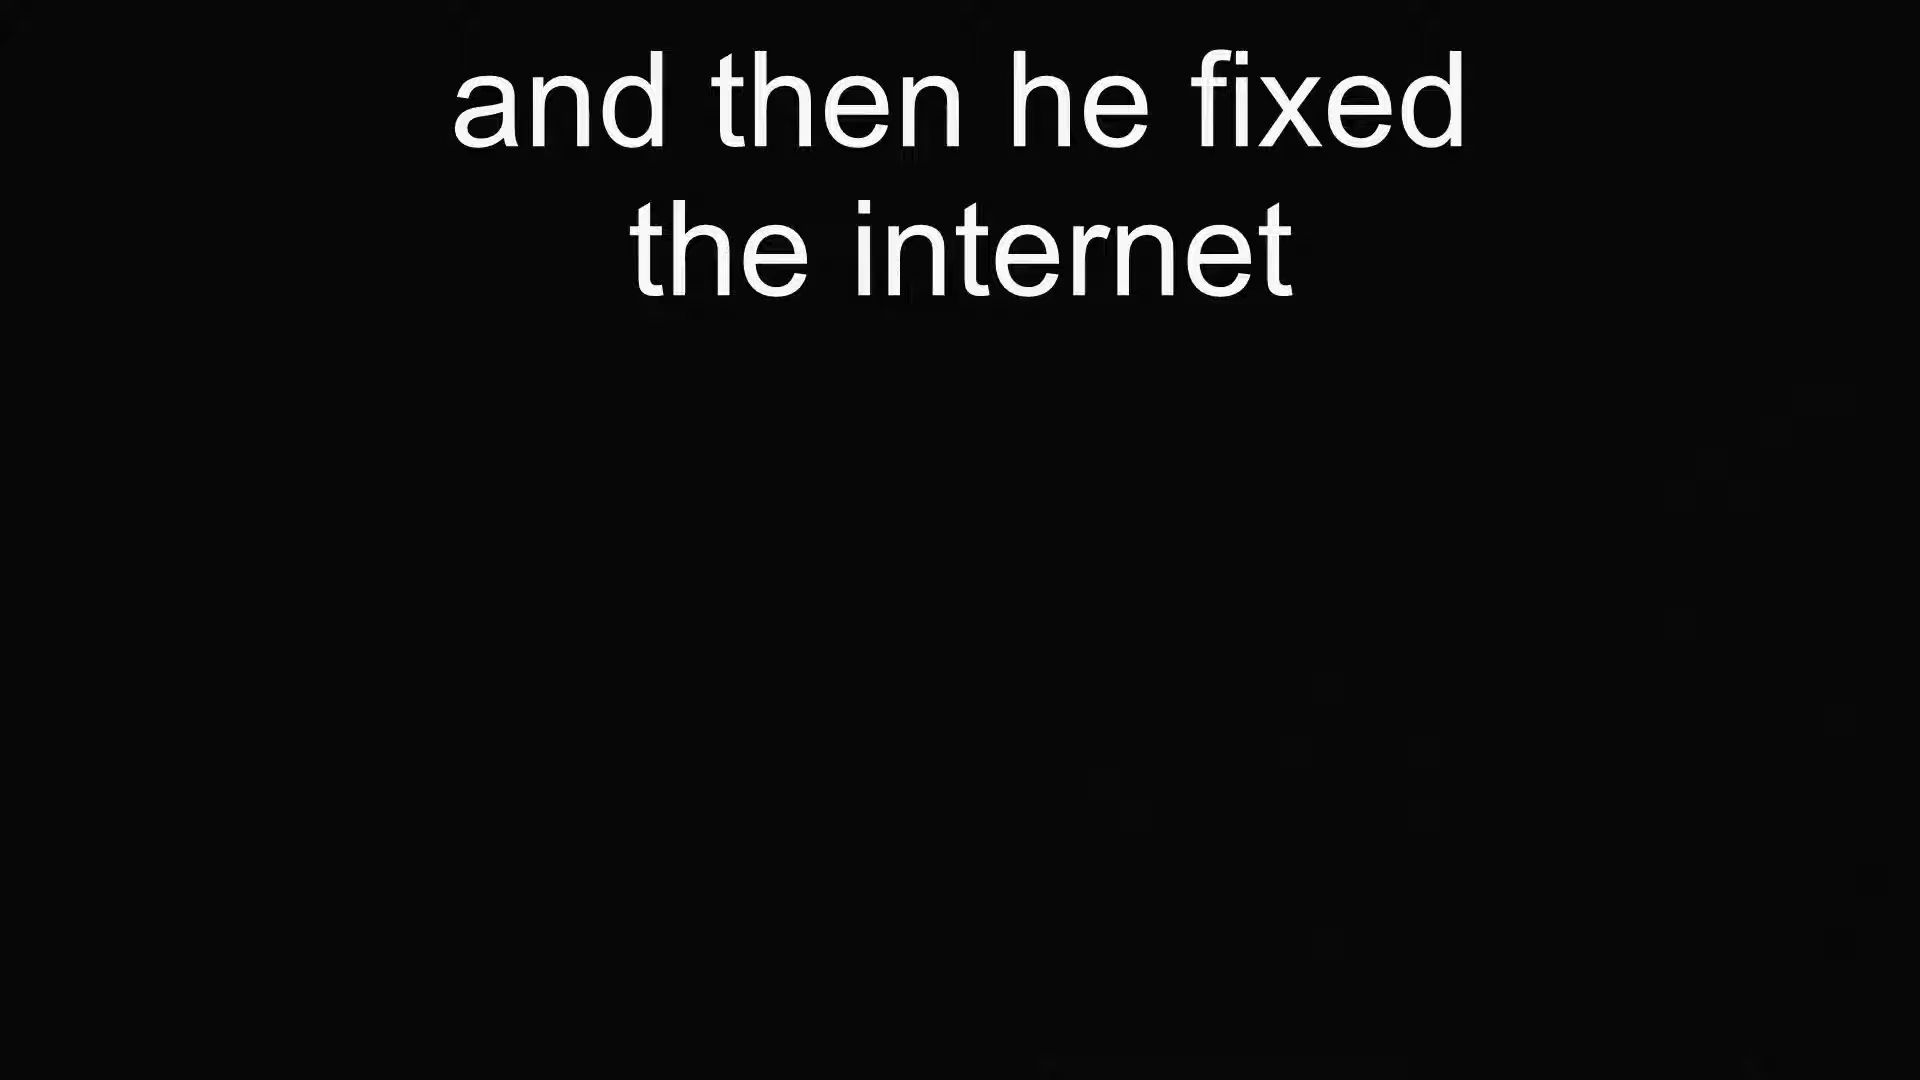 and then he fixed
the internet